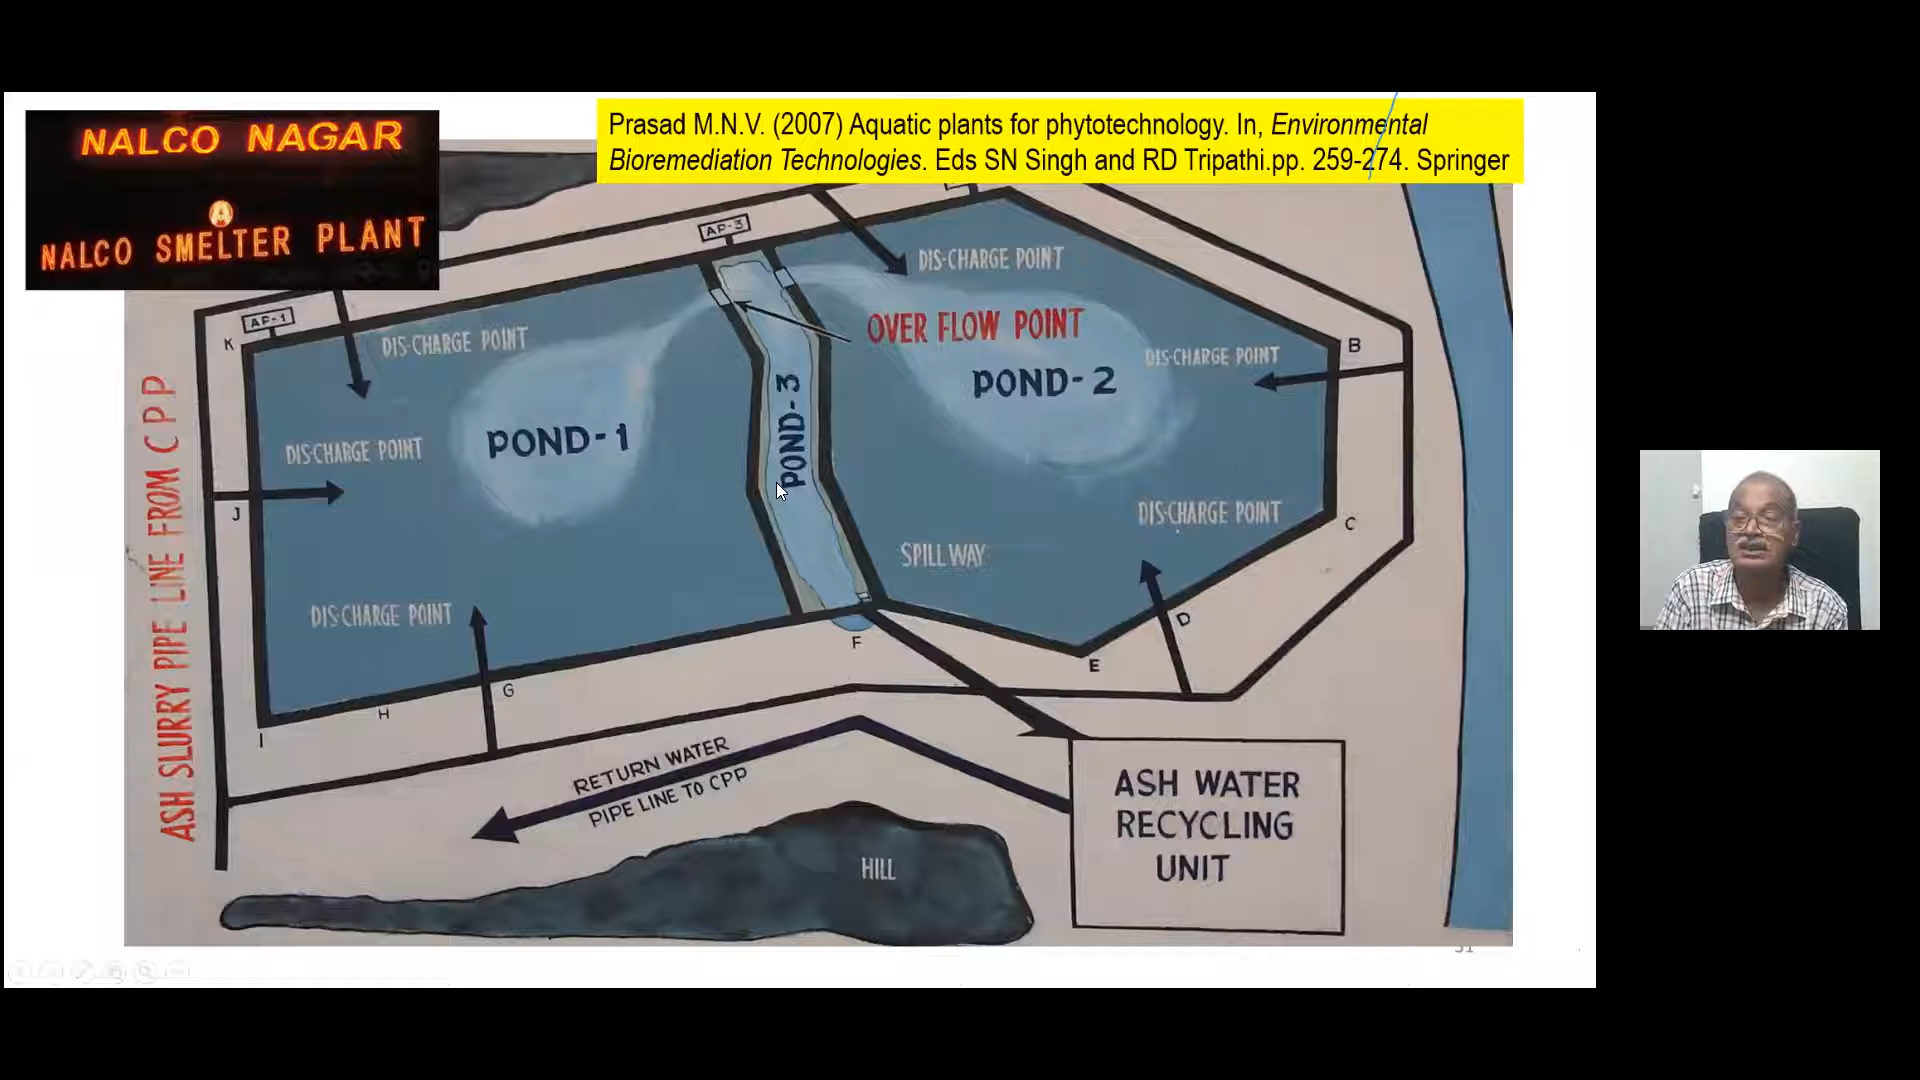 NALCO NAGAR
NALCO SMELTER PLANT
Prasad M.N.V. (2007) Aquatic plants for phytotechnology. In, Environmental
Bioremediation Technologies. Eds SN Singh and RD Tripathi.pp. 259-274. Springer
AP-3
DIS-CHARGE POINT
AP-1
K
DIS-CHARGE POINT
OVER FLOW POINT
B
DIS-CHARGE POINT
POND-2
POND-3
POND-1
DIS-CHARGE POINT
J
DIS-CHARGE POINT
C
SPILL WAY
DIS-CHARGE POINT
D
F
E
G
H
I
ASH SLURRY PIPE LINE FROM CPP
RETURN WATER
PIPE LINE TO CPP
ASH WATER
RECYCLING
UNIT
HILL